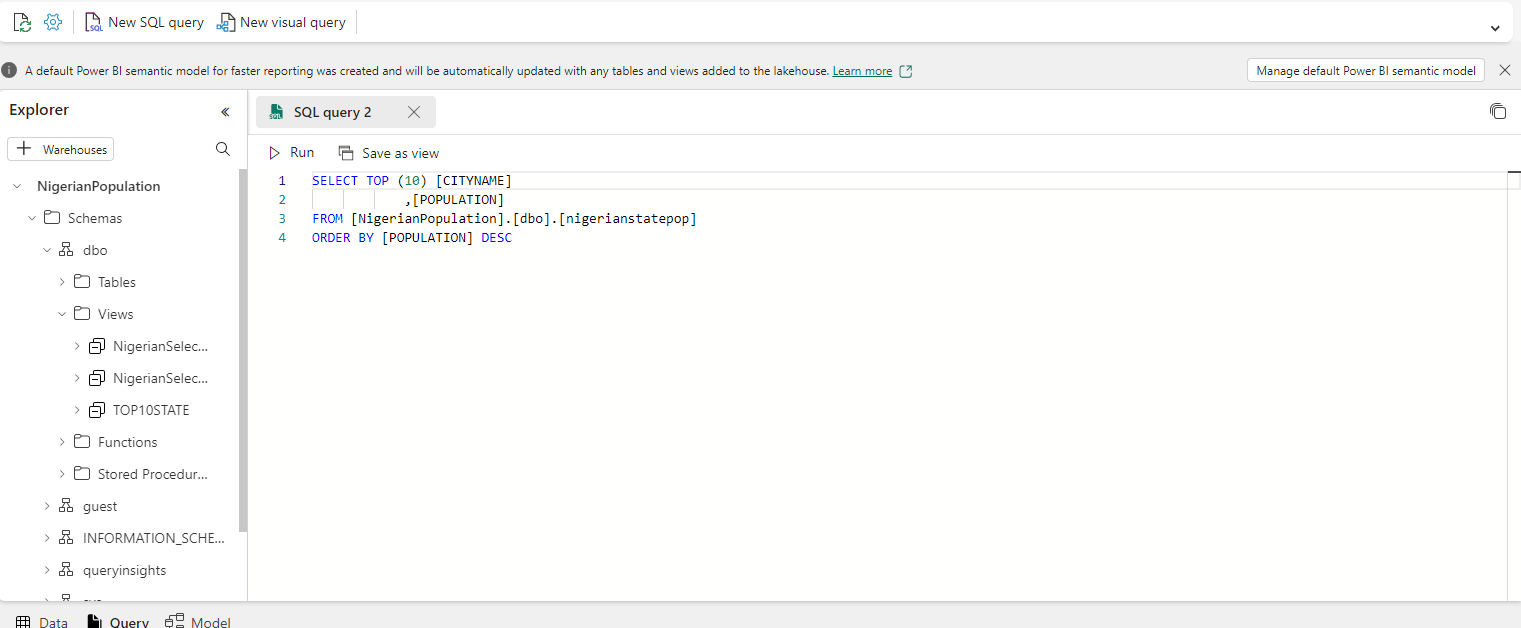 New SQL query New visual query
A default Power BI semantic model for faster reporting was created and will be automatically updated with any tables and views added to the lakehouse. Learn more Manage default Power BI semantic model
Explorer
SQL query 2
Warehouses
Run Save as view
NigerianPopulation
Schemas
dbo
Tables
Views
NigerianSelec...
NigerianSelec...
TOP10STATE
Functions
Stored Procedur...
guest
INFORMATION_SCHE...
queryinsights
1 SELECT TOP (10) [CITYNAME]
2 ,[POPULATION]
3 FROM [NigerianPopulation].[dbo].[nigerianstatepop]
4 ORDER BY [POPULATION] DESC
Data Query Model